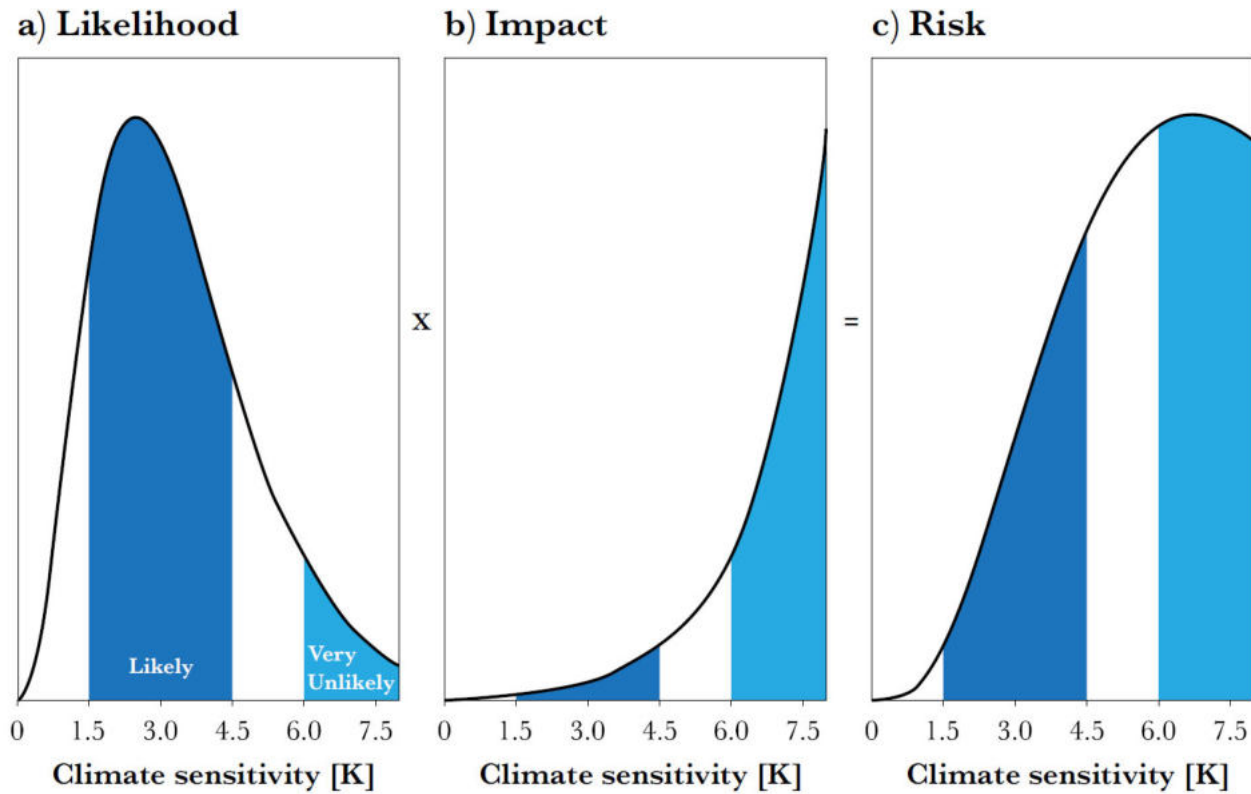 a) Likelihood
b) Impact
c) Risk
X
=
Likely
Very
Unlikely
0 1.5 3.0 4.5 6.0 7.5
0 1.5 3.0 4.5 6.0 7.5
0 1.5 3.0 4.5 6.0 7.5
Climate sensitivity [K]
Climate sensitivity [K]
Climate sensitivity [K]